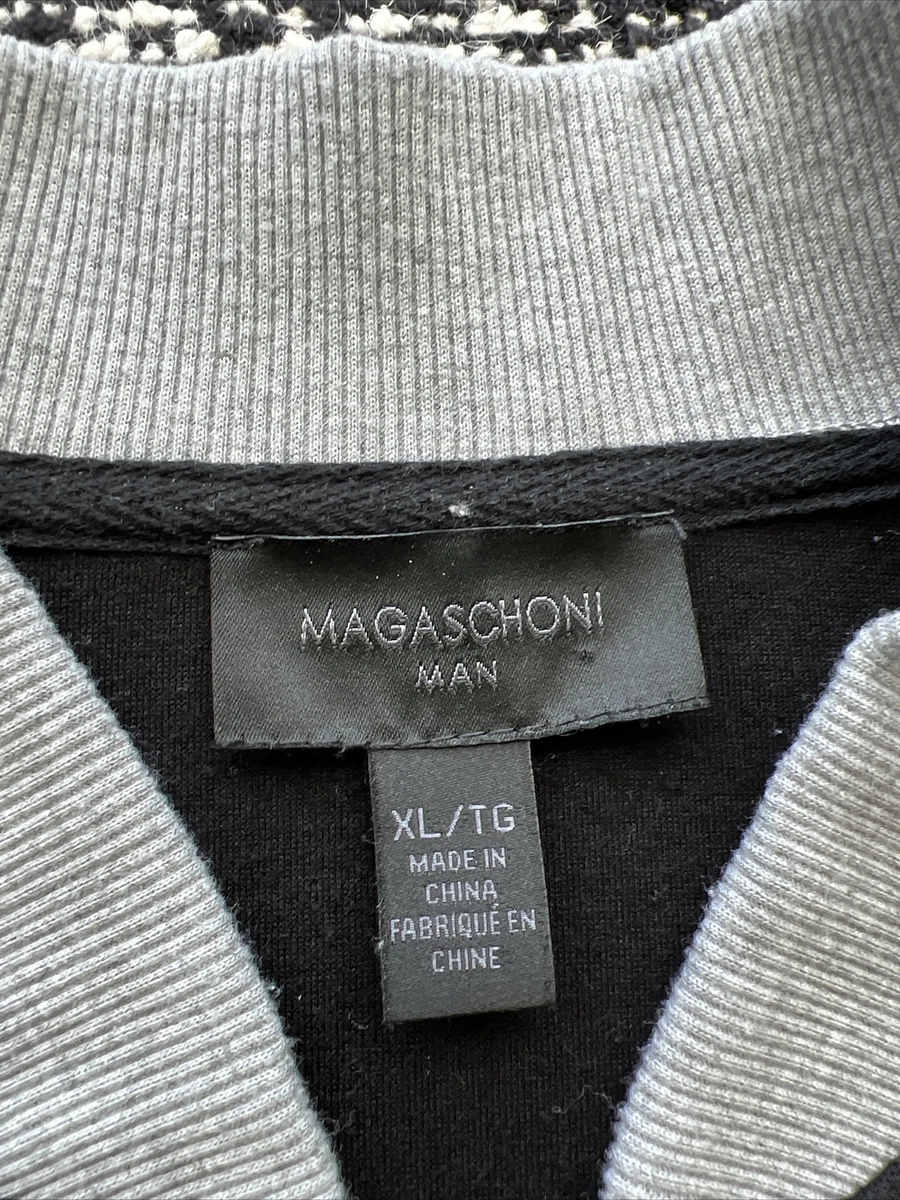 MAGASCHONI
MAN
XL/TG
MADE IN
CHINA
FABRIQUÉ EN
CHINE